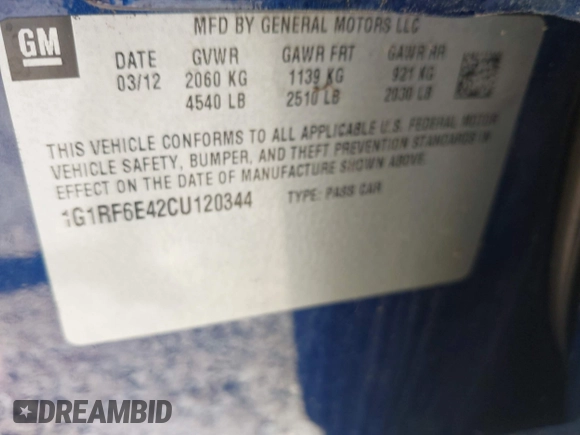 GM
MFD BY GENERAL MOTORS LLC
DATE GVWR GAWR FRT GAWR RR
03/12 2060 KG 1139 KG 921 KG
4540 LB 2510 LB 2030 LB
THIS VEHICLE CONFORMS TO ALL APPLICABLE U.S. FEDERAL MOTOR
VEHICLE SAFETY, BUMPER, AND THEFT PREVENTION STANDARDS IN
EFFECT ON THE DATE OF MANUFACTURE SHOWN ABOVE.
1G1RF6E42CU120344 TYPE: PASS CAR
DREAMBID